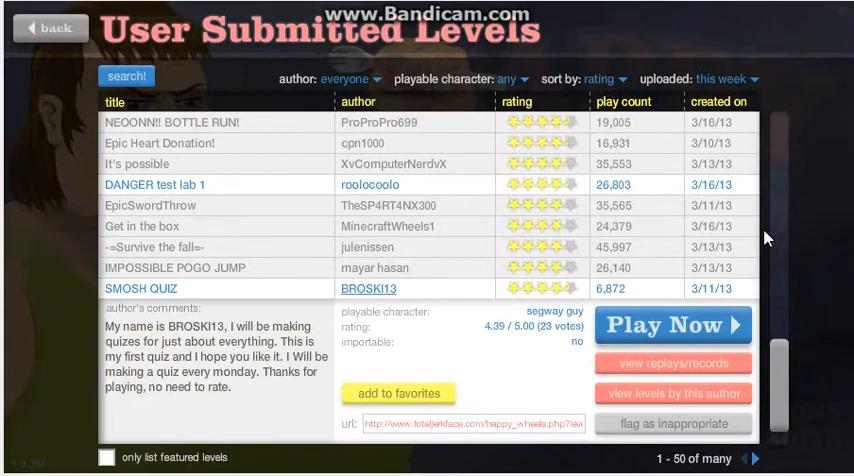 www.Bandicam.com
back
User Submitted Levels
search!
author: everyone playable character: any sort by: rating uploaded: this week
title author rating play count created on
NEOONN!! BOTTLE RUN! ProProPro699 19,005 3/16/13
Epic Heart Donation! cpn1000 16,931 3/10/13
It's possible XvComputerNerdvX 35,553 3/13/13
DANGER test lab 1 roolocoolo 26,803 3/16/13
EpicSwordThrow TheSP4RT4NX300 35,565 3/11/13
Get in the box MinecraftWheels1 24,379 3/16/13
-=Survive the fall=- julenissen 45,997 3/13/13
IMPOSSIBLE POGO JUMP mayar hasan 26,140 3/13/13
SMOSH QUIZ BROSKI13 6,872 3/11/13
author's comments:
My name is BROSKI13, I will be making
quizes for just about everything. This is
my first quiz and I hope you like it. I Will be
making a quiz every monday. Thanks for
playing, no need to rate.
playable character: segway guy
rating: 4.39 / 5.00 (23 votes)
importable: no
add to favorites
url: http://www.totaljerkface.com/happy_wheels.php?lev
Play Now
view replays/records
view levels by this author
flag as inappropriate
only list featured levels
1 - 50 of many